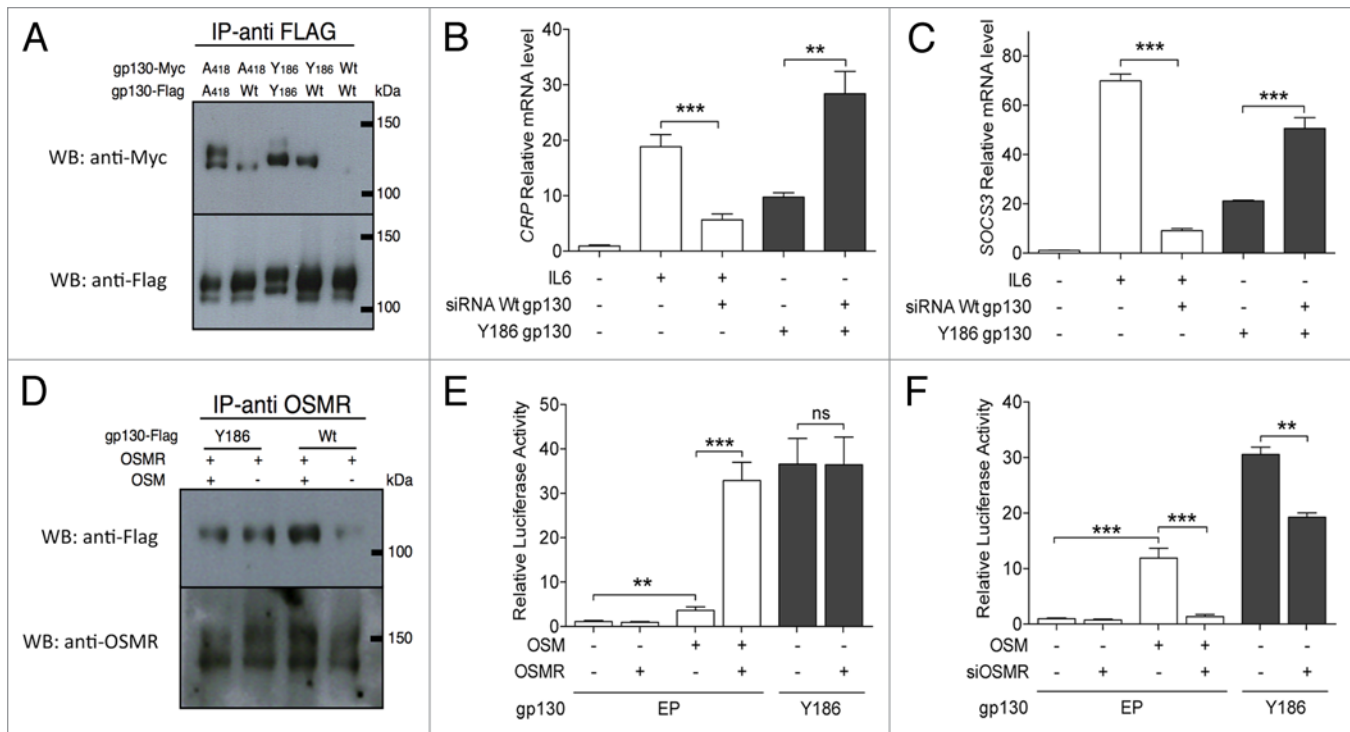 A
IP-anti FLAG
gp130-Myc A418 A418 Y186 Y186 Wt
gp130-Flag A418 Wt Y186 Wt Wt kDa
150
WB: anti-Myc
100
150
WB: anti-Flag
100
B
CRP Relative mRNA level
40
30
20
10
0
***
**
IL6 - + + - -
siRNA Wt gp130 - - + - +
Y186 gp130 - - - + +
C
SOCS3 Relative mRNA level
80
60
40
20
0
***
***
IL6 - + + - -
siRNA Wt gp130 - - + - +
Y186 gp130 - - - + +
D
IP-anti OSMR
gp130-Flag Y186 Wt
OSMR + + + +
OSM + - + - kDa
WB: anti-Flag
100
WB: anti-OSMR
150
E
Relative Luciferase Activity
50
40
30
20
10
0
**
***
ns
OSM - - + + - -
OSMR - + - + - +
gp130 EP Y186
F
Relative Luciferase Activity
40
30
20
10
0
***
***
**
OSM - - + + - -
siOSMR - + - + - +
gp130 EP Y186